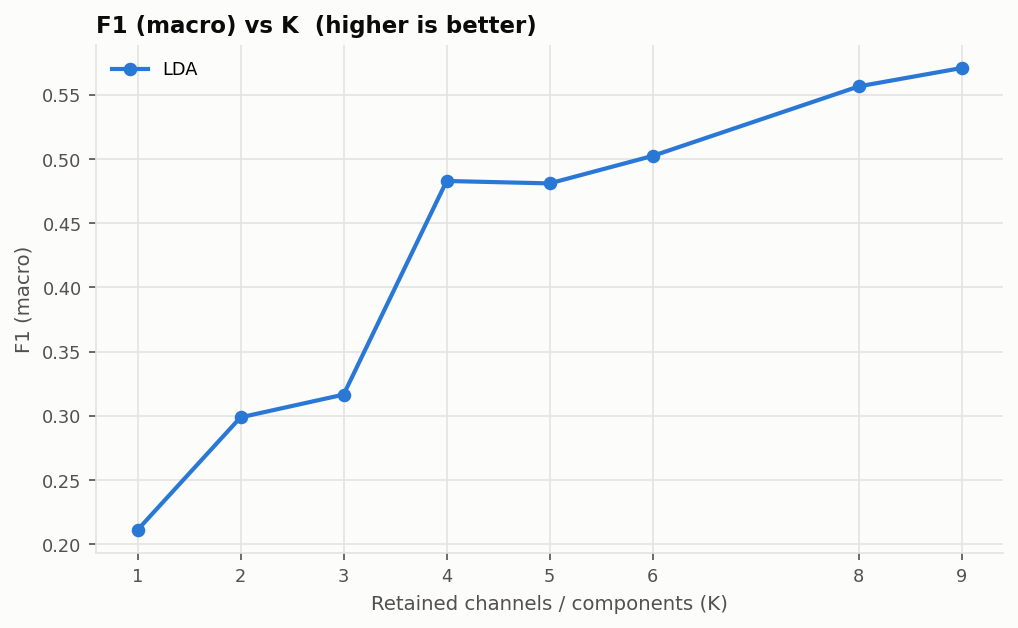 F1 (macro) vs K  (higher is better)
LDA
0.55
0.50
0.45
0.40
0.35
0.30
0.25
0.20
F1 (macro)
1 2 3 4 5 6 8 9
Retained channels / components (K)